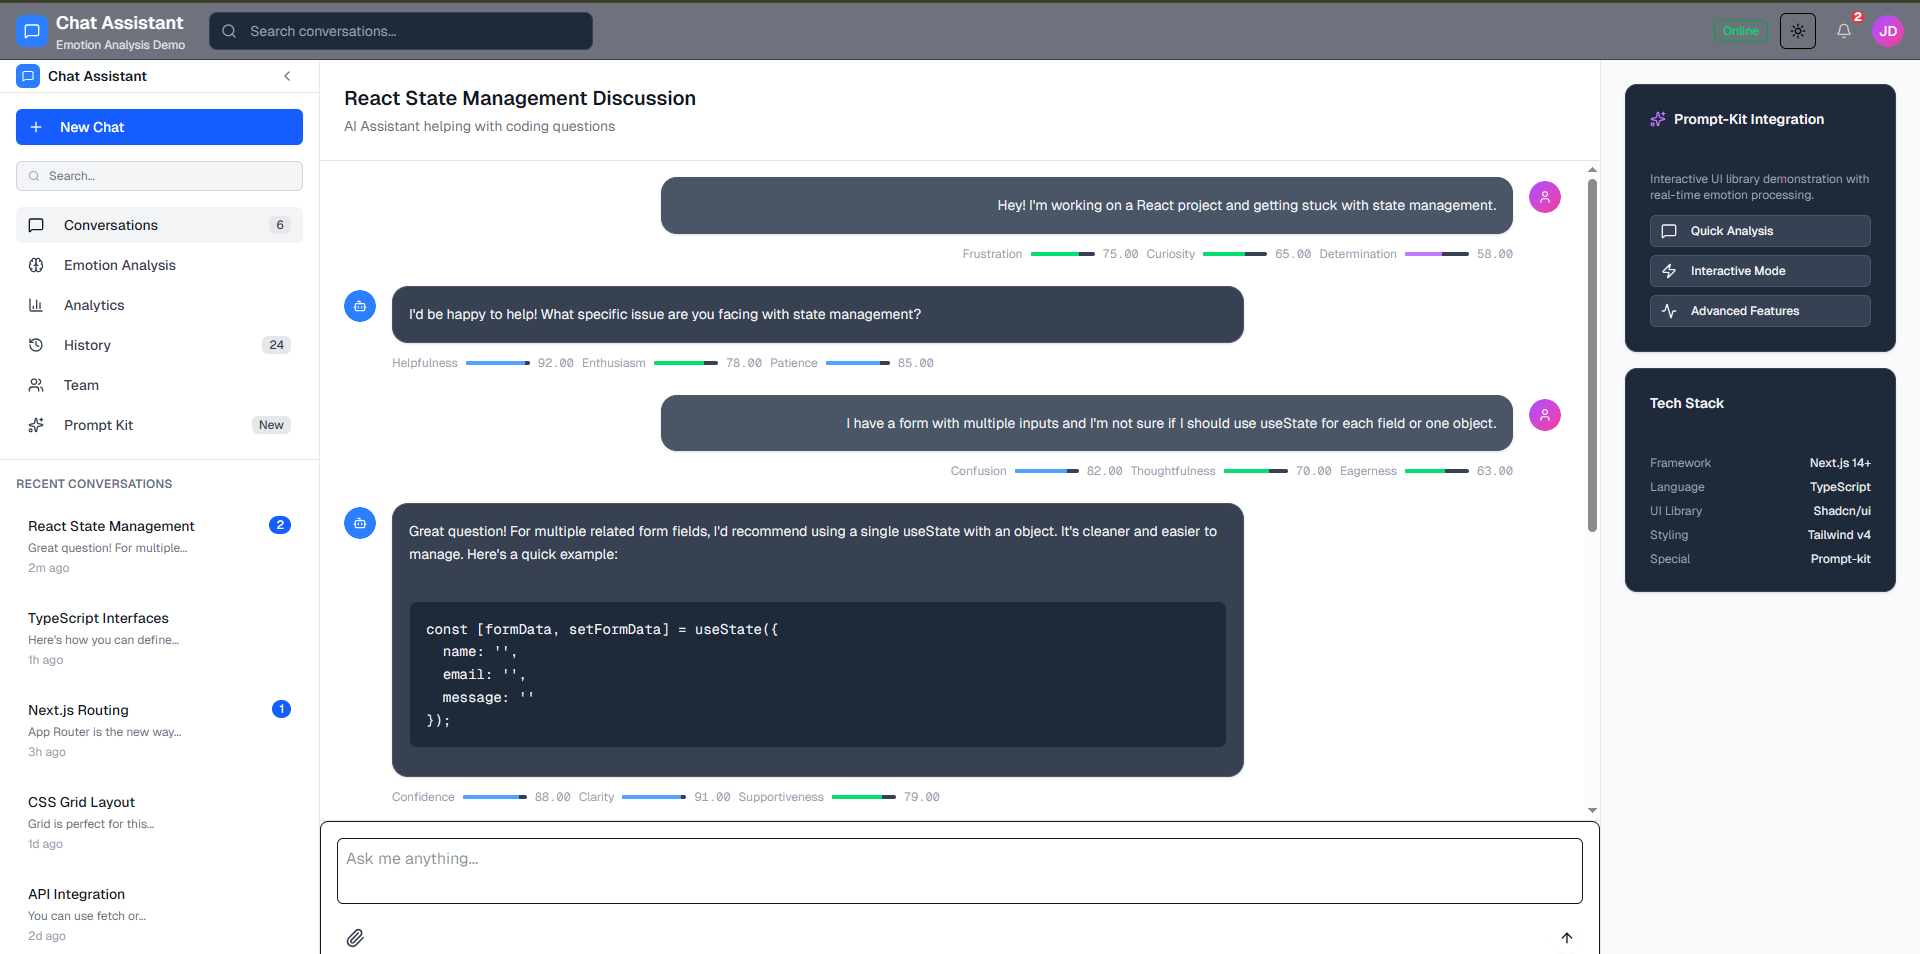 Chat Assistant
Emotion Analysis Demo
Search conversations...
Online
2
JD
Chat Assistant
New Chat
Search...
Conversations 6
Emotion Analysis
Analytics
History 24
Team
Prompt Kit New
RECENT CONVERSATIONS
React State Management 2
Great question! For multiple...
2m ago
TypeScript Interfaces
Here's how you can define...
1h ago
Next.js Routing 1
App Router is the new way...
3h ago
CSS Grid Layout
Grid is perfect for this...
1d ago
API Integration
You can use fetch or...
2d ago
React State Management Discussion
AI Assistant helping with coding questions
Hey! I'm working on a React project and getting stuck with state management.
Frustration 75.00 Curiosity 65.00 Determination 58.00
I'd be happy to help! What specific issue are you facing with state management?
Helpfulness 92.00 Enthusiasm 78.00 Patience 85.00
I have a form with multiple inputs and I'm not sure if I should use useState for each field or one object.
Confusion 82.00 Thoughtfulness 70.00 Eagerness 63.00
Great question! For multiple related form fields, I'd recommend using a single useState with an object. It's cleaner and easier to
manage. Here's a quick example:
const [formData, setFormData] = useState({
  name: '',
  email: '',
  message: ''
});
Confidence 88.00 Clarity 91.00 Supportiveness 79.00
Ask me anything...
Prompt-Kit Integration
Interactive UI library demonstration with
real-time emotion processing.
Quick Analysis
Interactive Mode
Advanced Features
Tech Stack
Framework Next.js 14+
Language TypeScript
UI Library Shadcn/ui
Styling Tailwind v4
Special Prompt-kit